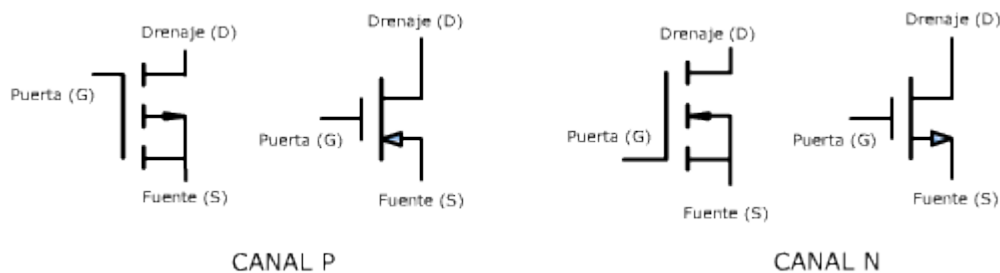 Drenaje (D)
Puerta (G)
Fuente (S)
Drenaje (D)
Puerta (G)
Fuente (S)
CANAL P
Drenaje (D)
Puerta (G)
Fuente (S)
Drenaje (D)
Puerta (G)
Fuente (S)
CANAL N